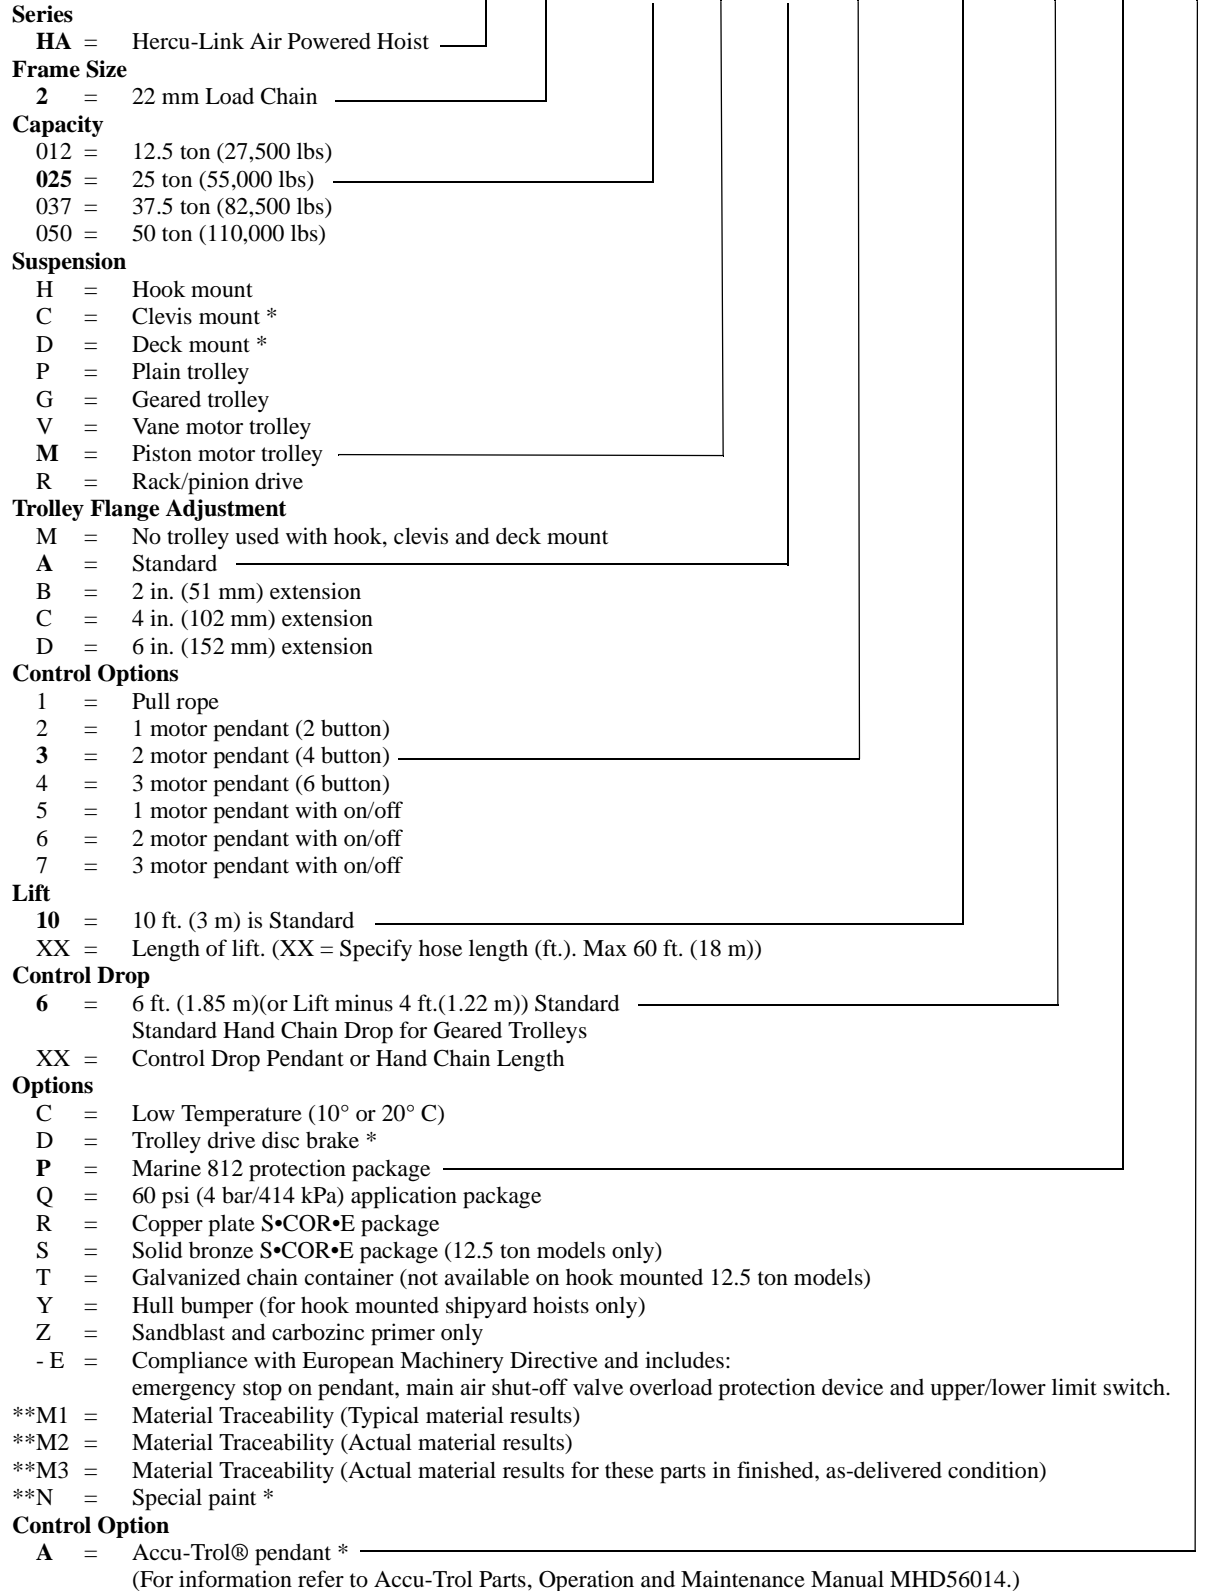 Series
HA = Hercu-Link Air Powered Hoist
Frame Size
2 = 22 mm Load Chain
Capacity
012 = 12.5 ton (27,500 lbs)
025 = 25 ton (55,000 lbs)
037 = 37.5 ton (82,500 lbs)
050 = 50 ton (110,000 lbs)
Suspension
H = Hook mount
C = Clevis mount *
D = Deck mount *
P = Plain trolley
G = Geared trolley
V = Vane motor trolley
M = Piston motor trolley
R = Rack/pinion drive
Trolley Flange Adjustment
M = No trolley used with hook, clevis and deck mount
A = Standard
B = 2 in. (51 mm) extension
C = 4 in. (102 mm) extension
D = 6 in. (152 mm) extension
Control Options
1 = Pull rope
2 = 1 motor pendant (2 button)
3 = 2 motor pendant (4 button)
4 = 3 motor pendant (6 button)
5 = 1 motor pendant with on/off
6 = 2 motor pendant with on/off
7 = 3 motor pendant with on/off
Lift
10 = 10 ft. (3 m) is Standard
XX = Length of lift. (XX = Specify hose length (ft.). Max 60 ft. (18 m))
Control Drop
6 = 6 ft. (1.85 m)(or Lift minus 4 ft.(1.22 m)) Standard
Standard Hand Chain Drop for Geared Trolleys
XX = Control Drop Pendant or Hand Chain Length
Options
C = Low Temperature (10° or 20° C)
D = Trolley drive disc brake *
P = Marine 812 protection package
Q = 60 psi (4 bar/414 kPa) application package
R = Copper plate S•COR•E package
S = Solid bronze S•COR•E package (12.5 ton models only)
T = Galvanized chain container (not available on hook mounted 12.5 ton models)
Y = Hull bumper (for hook mounted shipyard hoists only)
Z = Sandblast and carbozinc primer only
- E = Compliance with European Machinery Directive and includes:
emergency stop on pendant, main air shut-off valve overload protection device and upper/lower limit switch.
**M1 = Material Traceability (Typical material results)
**M2 = Material Traceability (Actual material results)
**M3 = Material Traceability (Actual material results for these parts in finished, as-delivered condition)
**N = Special paint *
Control Option
A = Accu-Trol® pendant *
(For information refer to Accu-Trol Parts, Operation and Maintenance Manual MHD56014.)